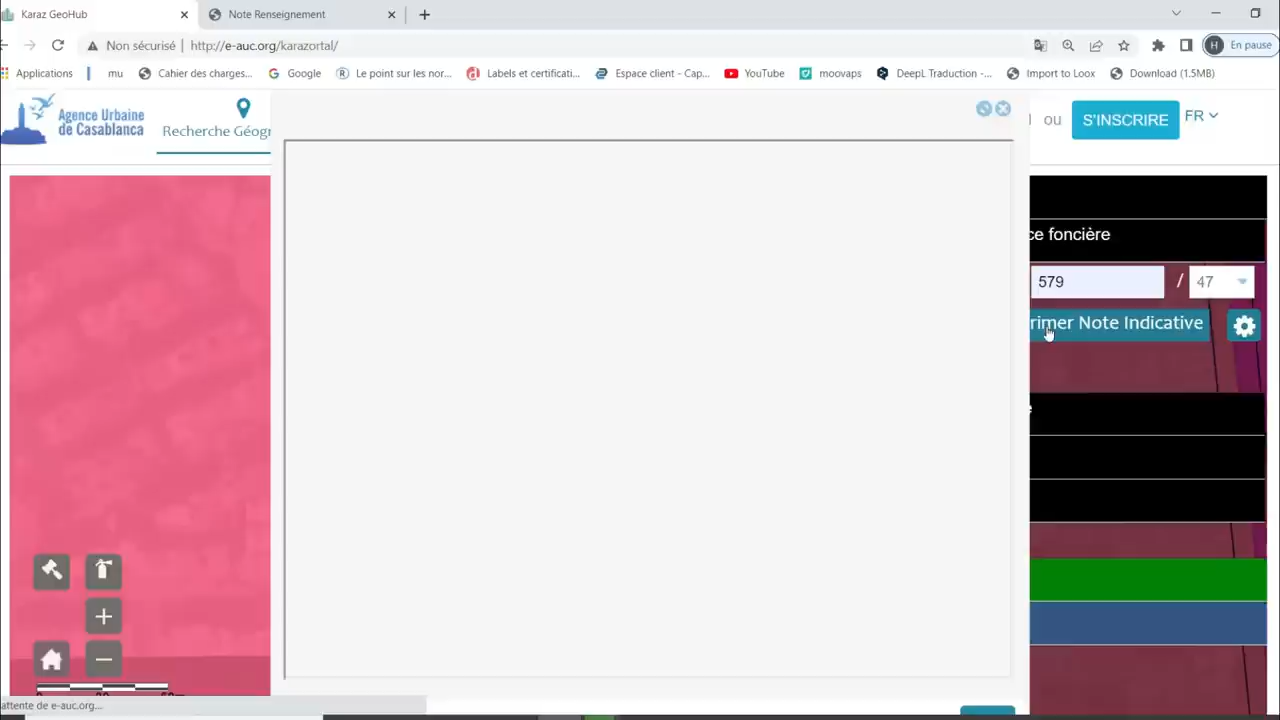 Karaz GeoHub
Note Renseignement
Non sécurisé
http://e-auc.org/karazortal/
H
En pause
Applications
mu
Cahier des charges...
Google
Le point sur les nor...
Labels et certificati...
Espace client - Cap...
YouTube
moovaps
DeepL Traduction -...
Import to Loox
Download (1.5MB)
Agence Urbaine
de Casablanca
Recherche Géogr
ou
S'INSCRIRE
FR
ce foncière
579
/
47
rimer Note Indicative
attente de e-auc.org...